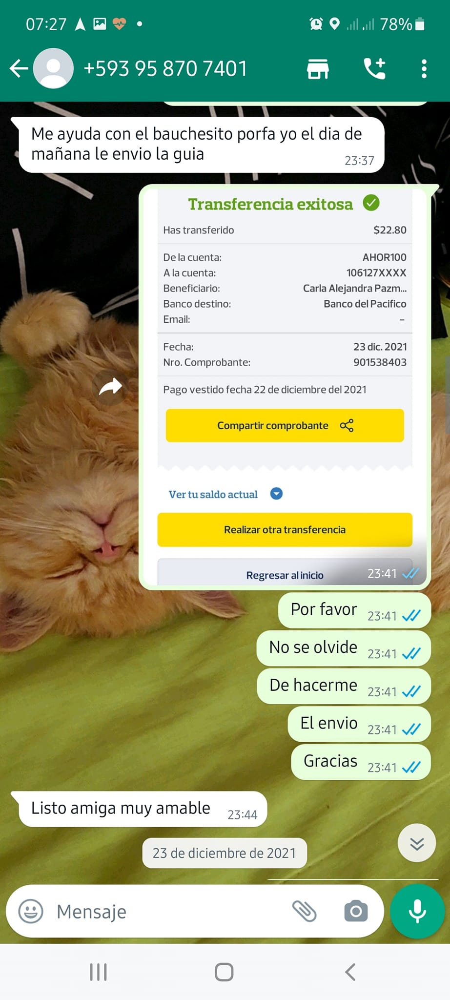 07:27
78%
+593 95 870 7401
Me ayuda con el bauchesito porfa yo el dia de
mañana le envio la guia
23:37
Transferencia exitosa
Has transferido $22.80
De la cuenta: AHOR100
A la cuenta: 106127XXXX
Beneficiario: Carla Alejandra Pazm...
Banco destino: Banco del Pacifico
Email: –
Fecha: 23 dic. 2021
Nro. Comprobante: 901538403
Pago vestido fecha 22 de diciembre del 2021
Compartir comprobante
Ver tu saldo actual
Realizar otra transferencia
Regresar al inicio
23:41
Por favor 23:41
No se olvide 23:41
De hacerme 23:41
El envio 23:41
Gracias 23:41
Listo amiga muy amable 23:44
23 de diciembre de 2021
Mensaje